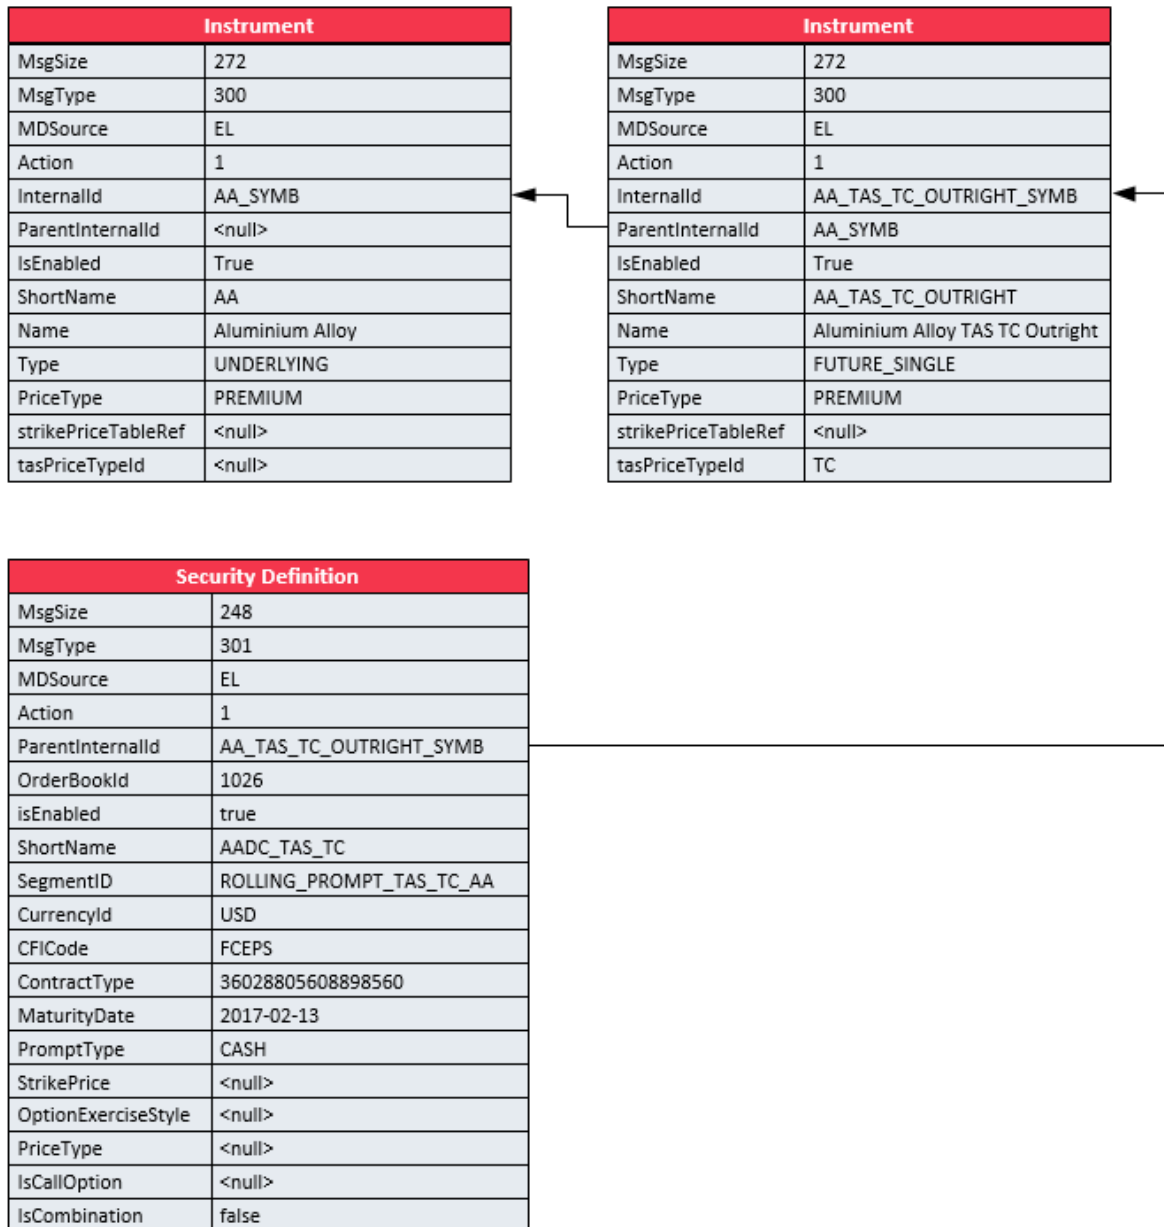 Instrument
MsgSize 272
MsgType 300
MDSource EL
Action 1
InternalId AA_SYMB
ParentInternalId <null>
IsEnabled True
ShortName AA
Name Aluminium Alloy
Type UNDERLYING
PriceType PREMIUM
strikePriceTableRef <null>
tasPriceTypeId <null>
Instrument
MsgSize 272
MsgType 300
MDSource EL
Action 1
InternalId AA_TAS_TC_OUTRIGHT_SYMB
ParentInternalId AA_SYMB
IsEnabled True
ShortName AA_TAS_TC_OUTRIGHT
Name Aluminium Alloy TAS TC Outright
Type FUTURE_SINGLE
PriceType PREMIUM
strikePriceTableRef <null>
tasPriceTypeId TC
Security Definition
MsgSize 248
MsgType 301
MDSource EL
Action 1
ParentInternalId AA_TAS_TC_OUTRIGHT_SYMB
OrderBookId 1026
isEnabled true
ShortName AADC_TAS_TC
SegmentID ROLLING_PROMPT_TAS_TC_AA
CurrencyId USD
CFICode FCEPS
ContractType 36028805608898560
MaturityDate 2017-02-13
PromptType CASH
StrikePrice <null>
OptionExerciseStyle <null>
PriceType <null>
IsCallOption <null>
IsCombination false